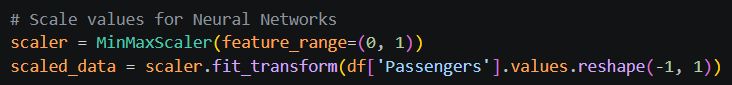 # Scale values for Neural Networks
scaler = MinMaxScaler(feature_range=(0, 1))
scaled_data = scaler.fit_transform(df['Passengers'].values.reshape(-1, 1))